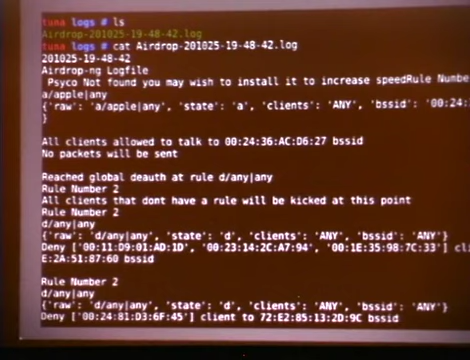 tuna logs # ls
Airdrop-201025-19-48-42.log
tuna logs # cat Airdrop-201025-19-48-42.log
201025-19-48-42
Airdrop-ng Logfile
Psyco Not found you may wish to install it to increase speedRule Numbe
a/apple|any
{'raw': 'a/apple|any', 'state': 'a', 'clients': 'ANY', 'bssid': '00:24:
}
All clients allowed to talk to 00:24:36:AC:D6:27 bssid
No packets will be sent
Reached global deauth at rule d/any|any
Rule Number 2
All clients that dont have a rule will be kicked at this point
Rule Number 2
d/any|any
{'raw': 'd/any|any', 'state': 'd', 'clients': 'ANY', 'bssid': 'ANY'}
Deny ['00:11:D9:01:AD:1D', '00:23:14:2C:A7:94', '00:1E:35:98:7C:33'] cli
E:2A:51:87:60 bssid
Rule Number 2
d/any|any
{'raw': 'd/any|any', 'state': 'd', 'clients': 'ANY', 'bssid': 'ANY'}
Deny ['00:24:81:D3:6F:45'] client to 72:E2:85:13:2D:9C bssid